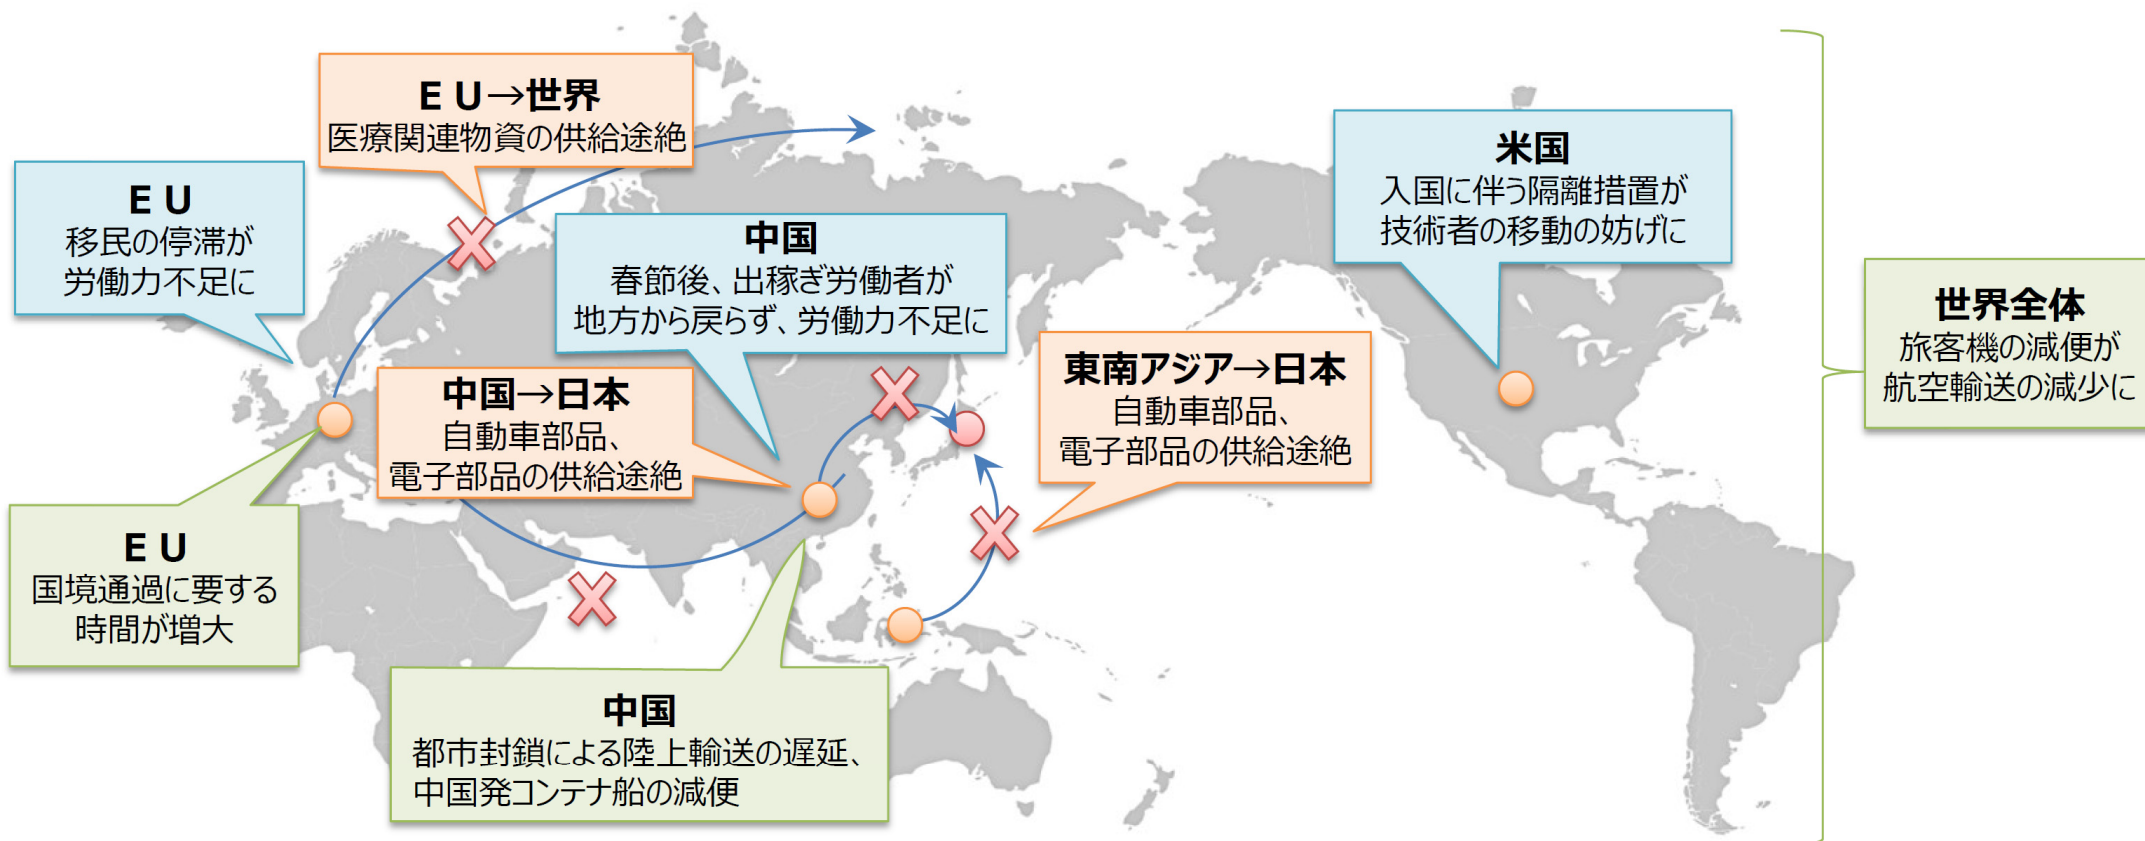 ＥＵ→世界
医療関連物資の供給途絶
ＥＵ
移民の停滞が
労働力不足に
中国
春節後、出稼ぎ労働者が
地方から戻らず、労働力不足に
米国
入国に伴う隔離措置が
技術者の移動の妨げに
世界全体
旅客機の減便が
航空輸送の減少に
中国→日本
自動車部品、
電子部品の供給途絶
東南アジア→日本
自動車部品、
電子部品の供給途絶
ＥＵ
国境通過に要する
時間が増大
中国
都市封鎖による陸上輸送の遅延、
中国発コンテナ船の減便